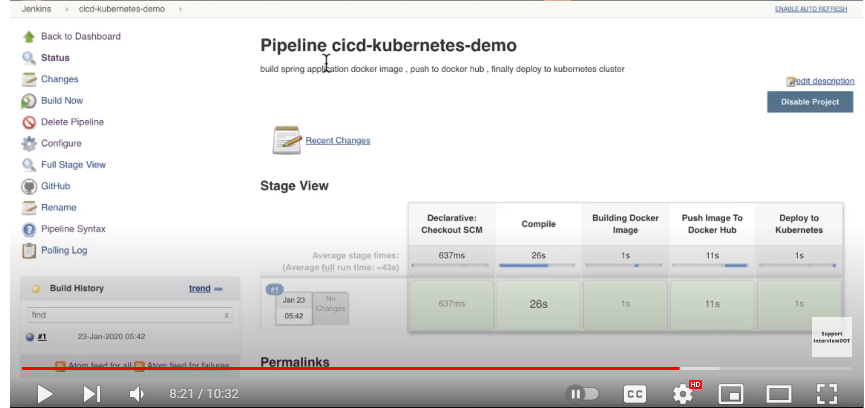 Jenkins
cicd-kubernetes-demo
ENABLE AUTO REFRESH
Back to Dashboard
Status
Changes
Build Now
Delete Pipeline
Configure
Full Stage View
GitHub
Rename
Pipeline Syntax
Polling Log
Build History
trend
find
x
#1
23-Jan-2020 05:42
Atom feed for all
Atom feed for failures
Pipeline cicd-kubernetes-demo
build spring application docker image , push to docker hub , finally deploy to kubernetes cluster
edit description
Disable Project
Recent Changes
Stage View
Declarative:
Checkout SCM
Compile
Building Docker
Image
Push Image To
Docker Hub
Deploy to
Kubernetes
Average stage times:
(Average full run time: ~43s)
637ms
26s
1s
11s
1s
#1
Jan 23
05:42
No
Changes
637ms
26s
1s
11s
1s
Permalinks
Support
InterviewDOT
8:21 / 10:32
CC
HD